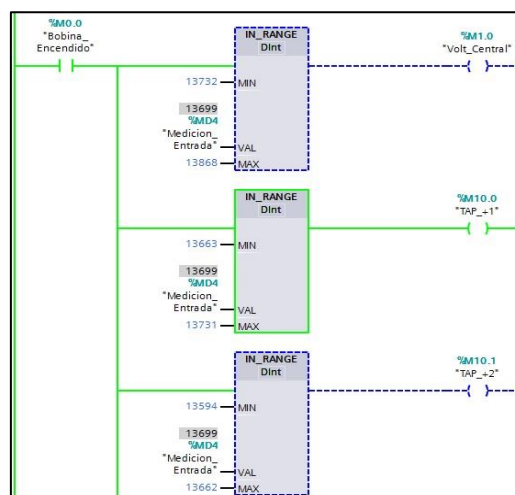 %M0.0
"Bobina_
Encendido"
IN_RANGE
DInt
%M1.0
"Volt_Central"
13732
MIN
13699
%MD4
"Medicion_
Entrada"
VAL
13868
MAX
IN_RANGE
DInt
%M10.0
"TAP_+1"
13663
MIN
13699
%MD4
"Medicion_
Entrada"
VAL
13731
MAX
IN_RANGE
DInt
%M10.1
"TAP_+2"
13594
MIN
13699
%MD4
"Medicion_
Entrada"
VAL
13662
MAX